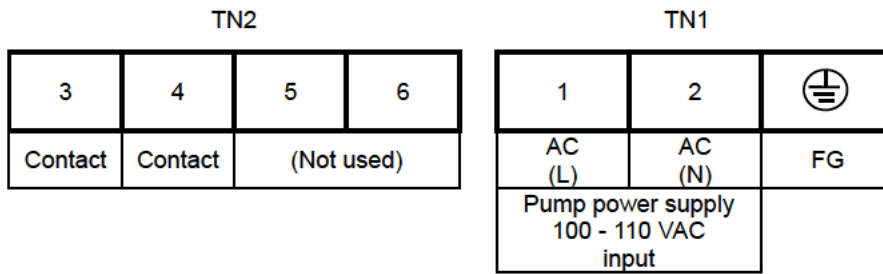 TN2 TN1
3 4 5 6 1 2
Contact Contact (Not used) AC (L) AC (N) FG
Pump power supply
100 - 110 VAC
input